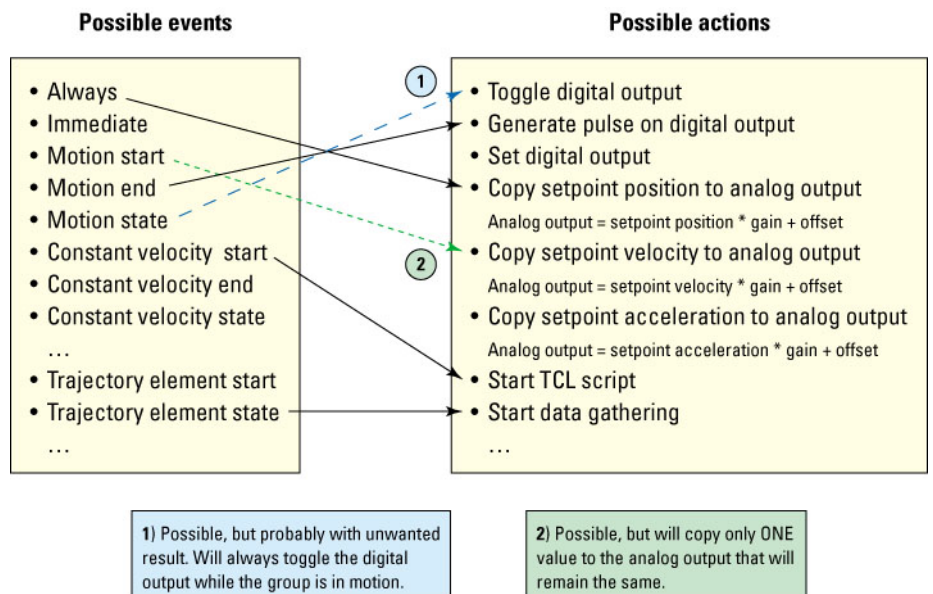 Possible events
• Always
• Immediate
• Motion start
• Motion end
• Motion state
• Constant velocity start
• Constant velocity end
• Constant velocity state
...
• Trajectory element start
• Trajectory element state
...
Possible actions
• Toggle digital output
• Generate pulse on digital output
• Set digital output
• Copy setpoint position to analog output
Analog output = setpoint position * gain + offset
• Copy setpoint velocity to analog output
Analog output = setpoint velocity * gain + offset
• Copy setpoint acceleration to analog output
Analog output = setpoint acceleration * gain + offset
• Start TCL script
• Start data gathering
...
1
2
1) Possible, but probably with unwanted
result. Will always toggle the digital
output while the group is in motion.
2) Possible, but will copy only ONE
value to the analog output that will
remain the same.